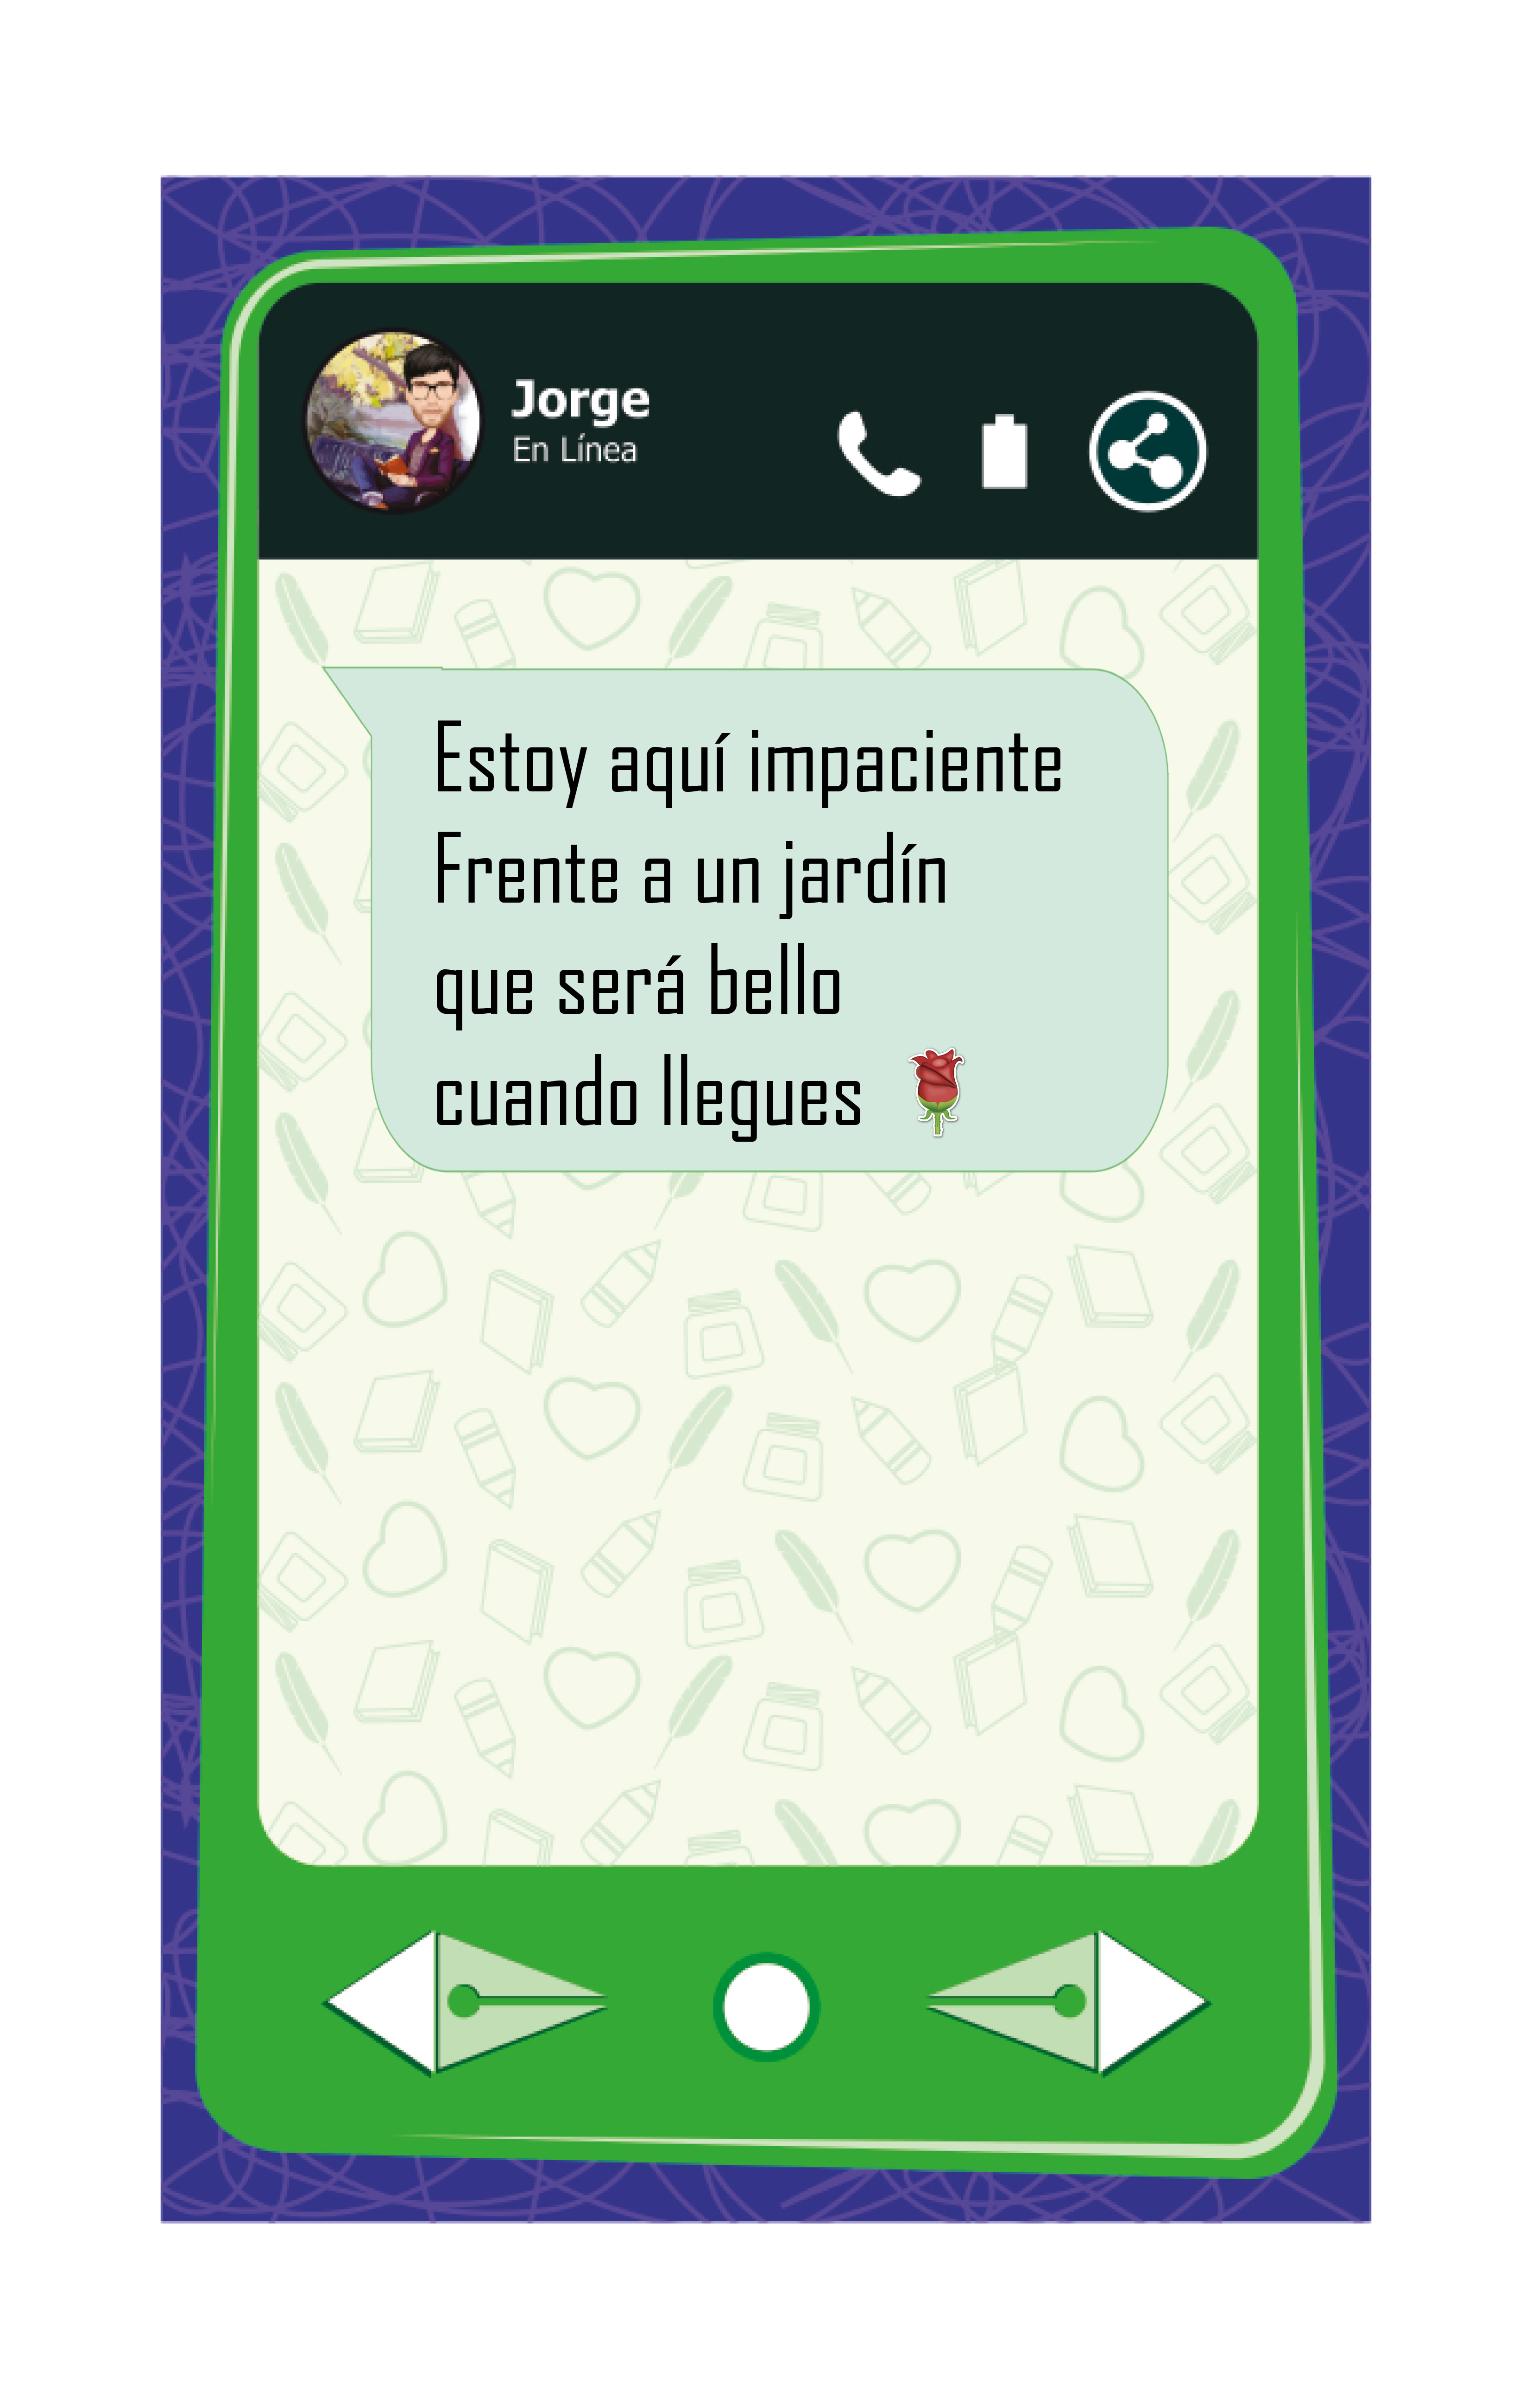 Jorge
En Línea
Estoy aquí impaciente
Frente a un jardín
que será bello
cuando llegues 🌹